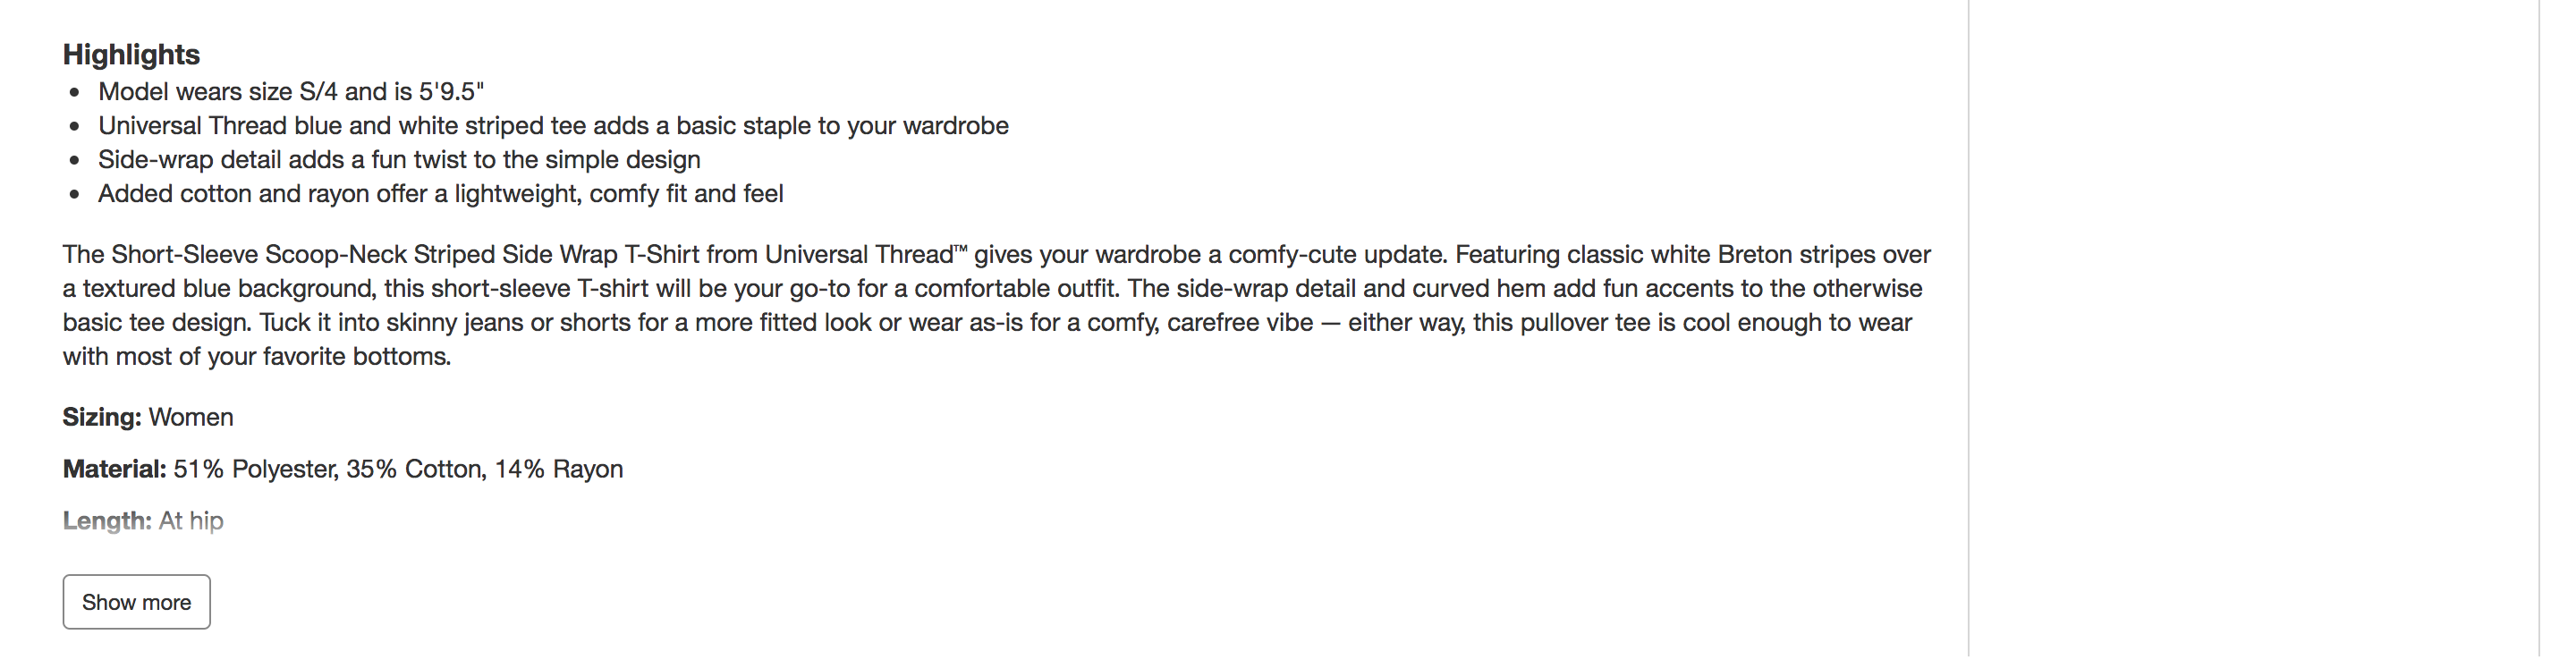 Highlights
• Model wears size S/4 and is 5'9.5"
• Universal Thread blue and white striped tee adds a basic staple to your wardrobe
• Side-wrap detail adds a fun twist to the simple design
• Added cotton and rayon offer a lightweight, comfy fit and feel
The Short-Sleeve Scoop-Neck Striped Side Wrap T-Shirt from Universal Thread™ gives your wardrobe a comfy-cute update. Featuring classic white Breton stripes over
a textured blue background, this short-sleeve T-shirt will be your go-to for a comfortable outfit. The side-wrap detail and curved hem add fun accents to the otherwise
basic tee design. Tuck it into skinny jeans or shorts for a more fitted look or wear as-is for a comfy, carefree vibe — either way, this pullover tee is cool enough to wear
with most of your favorite bottoms.
Sizing: Women
Material: 51% Polyester, 35% Cotton, 14% Rayon
Length: At hip
Show more